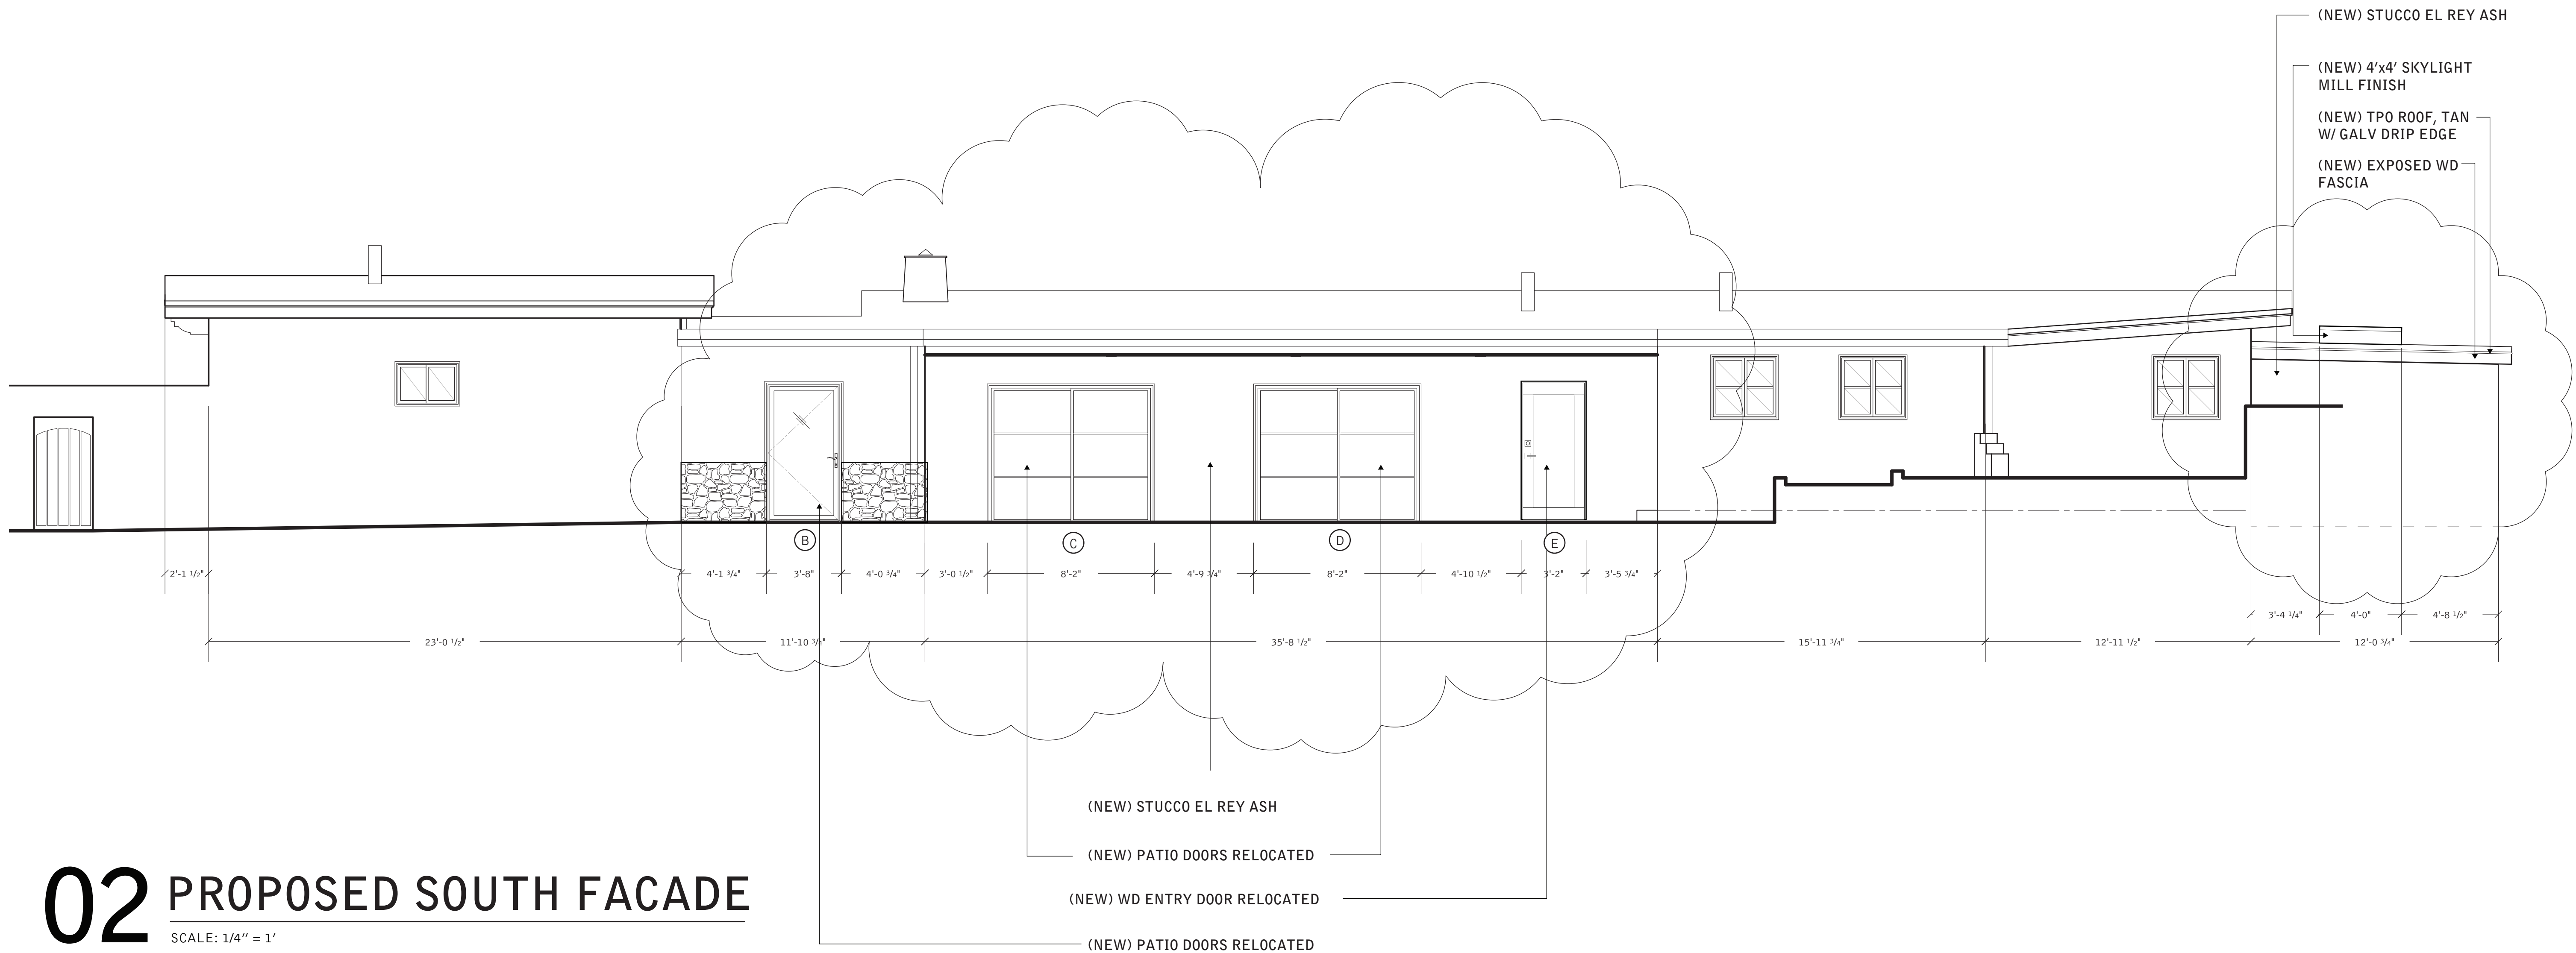 (NEW) STUCCO EL REY ASH
(NEW) 4'x4' SKYLIGHT
MILL FINISH
(NEW) TPO ROOF, TAN
W/ GALV DRIP EDGE
(NEW) EXPOSED WD
FASCIA
B
C
D
E
2'-1 1/2"
4'-1 3/4"
3'-8"
4'-0 3/4"
3'-0 1/2"
8'-2"
4'-9 3/4"
8'-2"
4'-10 1/2"
3'-2"
3'-5 3/4"
3'-4 1/4"
4'-0"
4'-8 1/2"
23'-0 1/2"
11'-10 3/4"
35'-8 1/2"
15'-11 3/4"
12'-11 1/2"
12'-0 3/4"
(NEW) STUCCO EL REY ASH
(NEW) PATIO DOORS RELOCATED
(NEW) WD ENTRY DOOR RELOCATED
(NEW) PATIO DOORS RELOCATED
02 PROPOSED SOUTH FACADE
SCALE: 1/4" = 1'